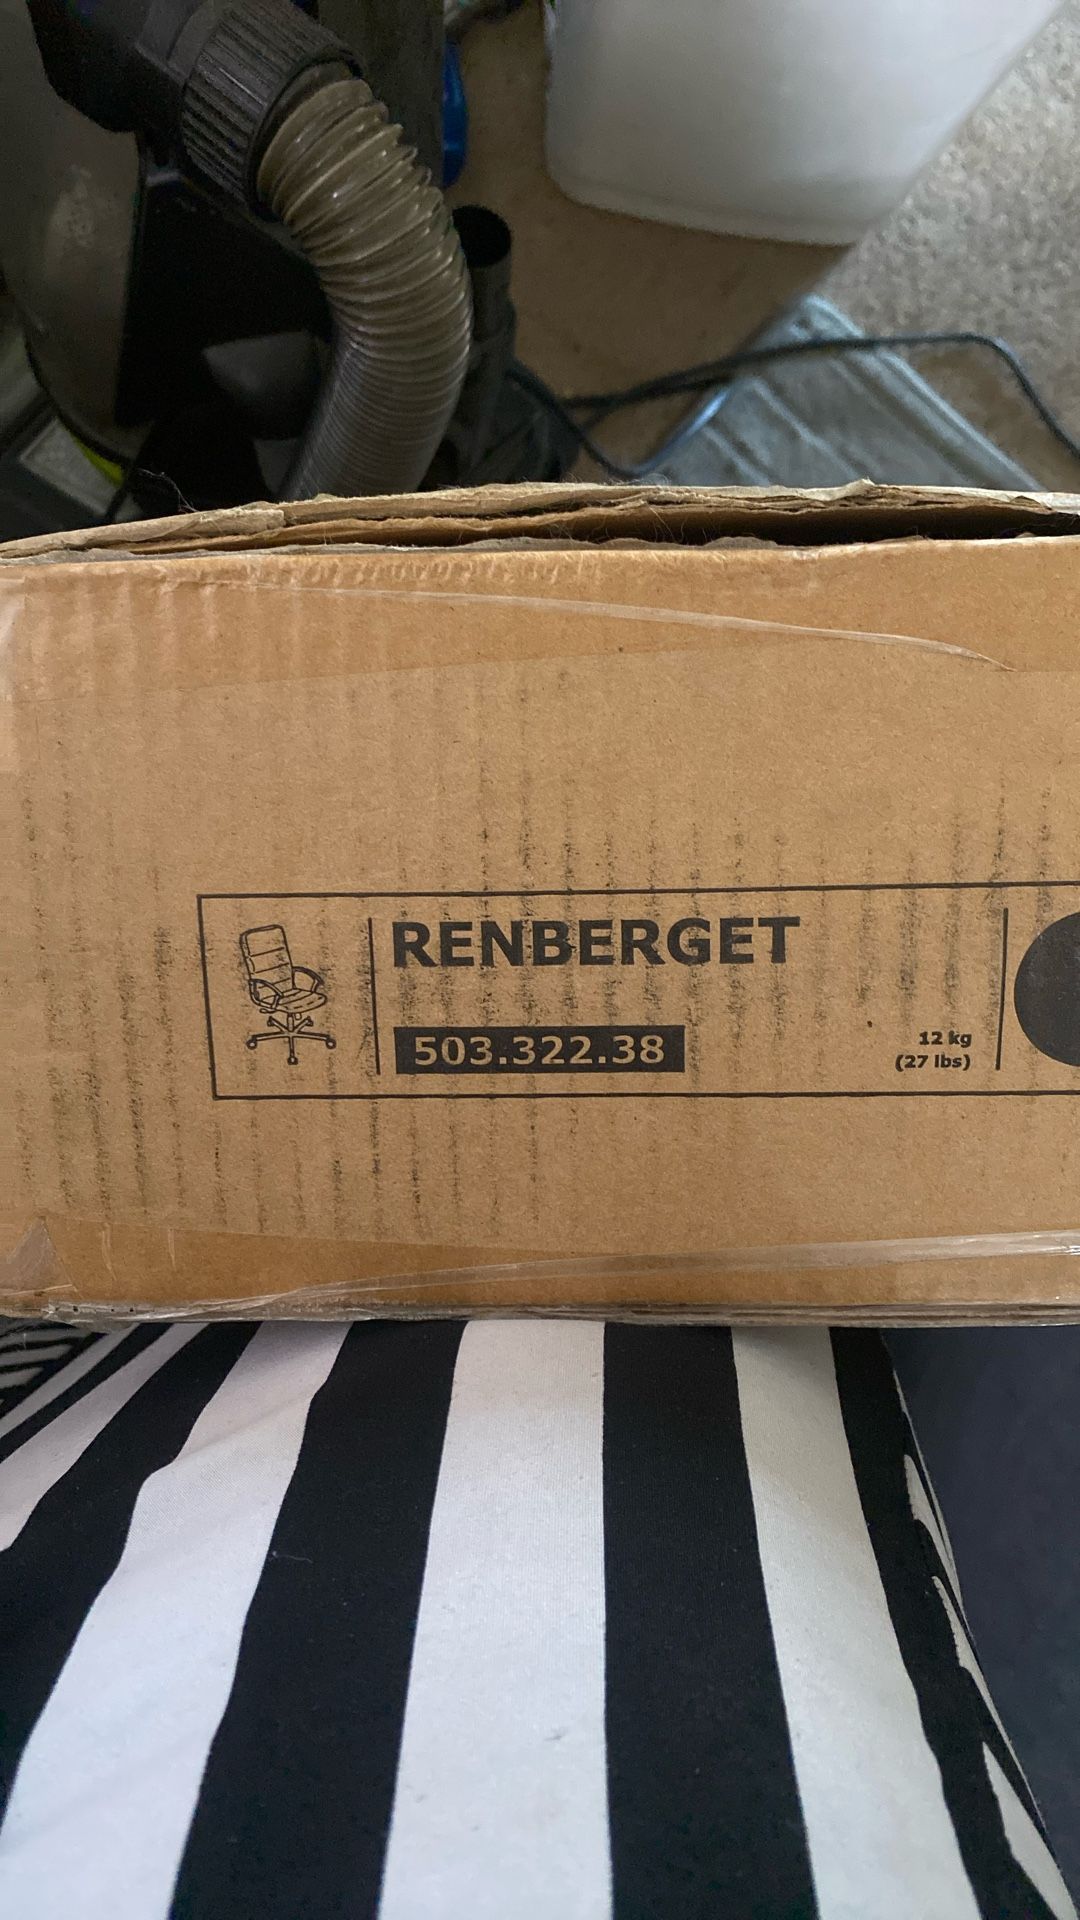 RENBERGET
503.322.38
12 kg
(27 lbs)